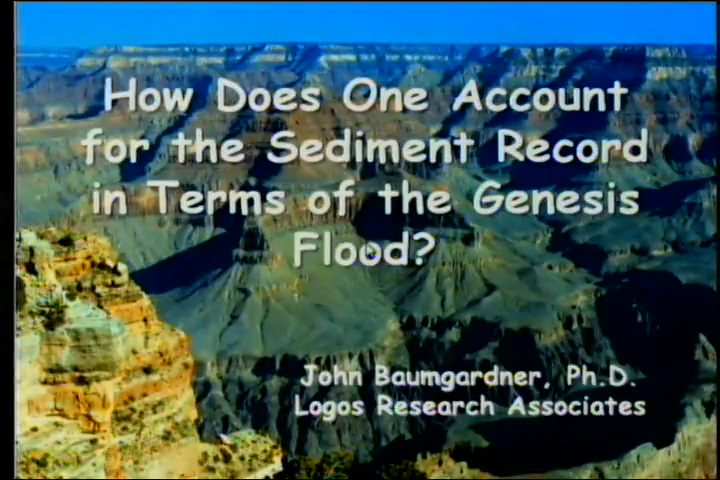 How Does One Account
for the Sediment Record
in Terms of the Genesis
Flood?
John Baumgardner, Ph.D.
Logos Research Associates